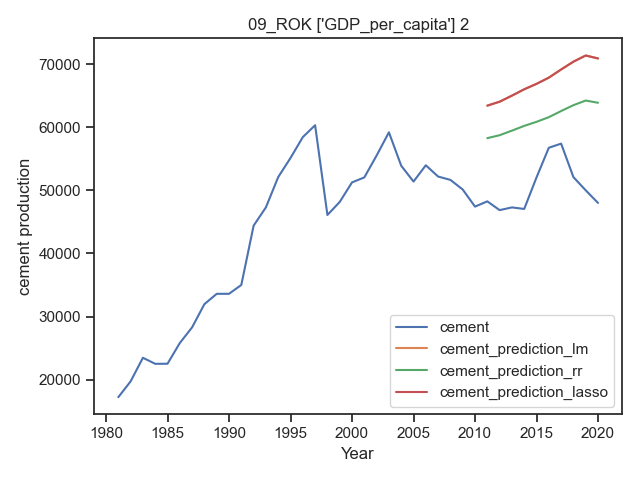 09_ROK ['GDP_per_capita'] 2
cement production
70000
60000
50000
40000
30000
20000
1980 1985 1990 1995 2000 2005 2010 2015 2020
Year
cement
cement_prediction_lm
cement_prediction_rr
cement_prediction_lasso